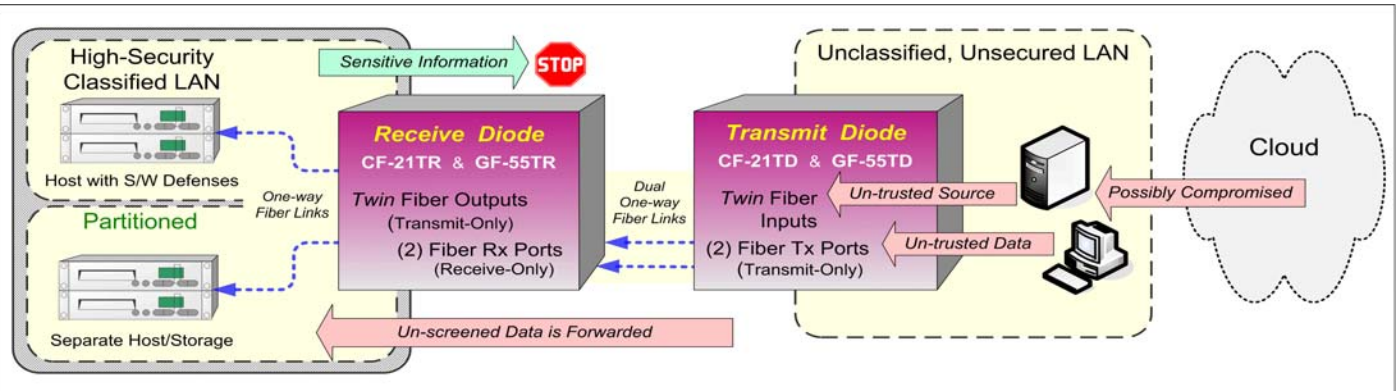 High-Security
Classified LAN
Host with S/W Defenses
Partitioned
Separate Host/Storage
Sensitive Information
STOP
One-way
Fiber Links
Receive Diode
CF-21TR & GF-55TR
Twin Fiber Outputs
(Transmit-Only)
(2) Fiber Rx Ports
(Receive-Only)
Un-screened Data is Forwarded
Dual
One-way
Fiber Links
Transmit Diode
CF-21TD & GF-55TD
Twin Fiber
Inputs
(2) Fiber Tx Ports
(Transmit-Only)
Unclassified, Unsecured LAN
Un-trusted Source
Un-trusted Data
Possibly Compromised
Cloud